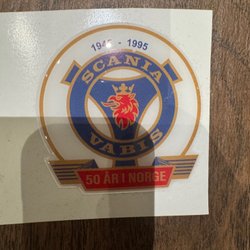 1945 - 1995
SCANIA
VABIS
50 ÅR I NORGE